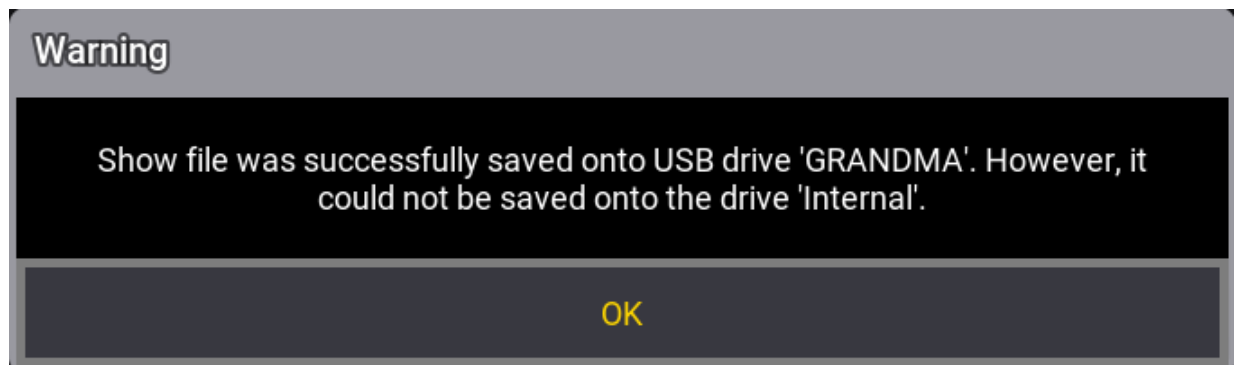 Warning
Show file was successfully saved onto USB drive 'GRANDMA'. However, it
could not be saved onto the drive 'Internal'.
OK